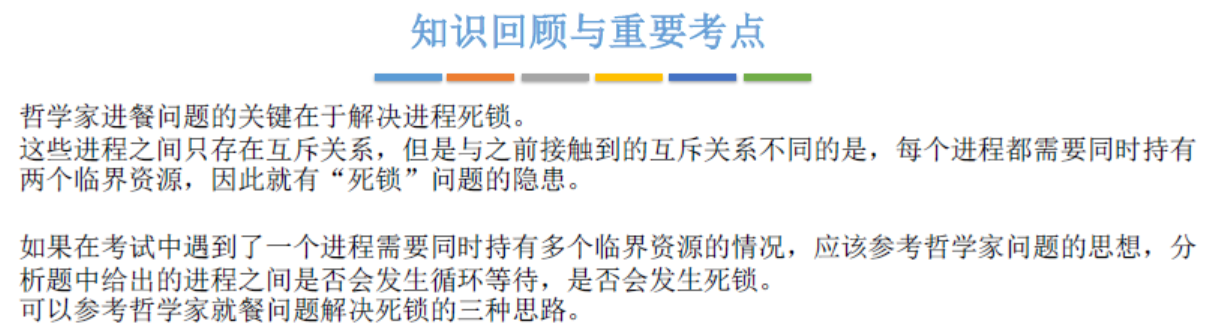 知识回顾与重要考点
哲学家进餐问题的关键在于解决进程死锁。
这些进程之间只存在互斥关系，但是与之前接触到的互斥关系不同的是，每个进程都需要同时持有
两个临界资源，因此就有“死锁”问题的隐患。
如果在考试中遇到了一个进程需要同时持有多个临界资源的情况，应该参考哲学家问题的思想，分
析题中给出的进程之间是否会发生循环等待，是否会发生死锁。
可以参考哲学家就餐问题解决死锁的三种思路。